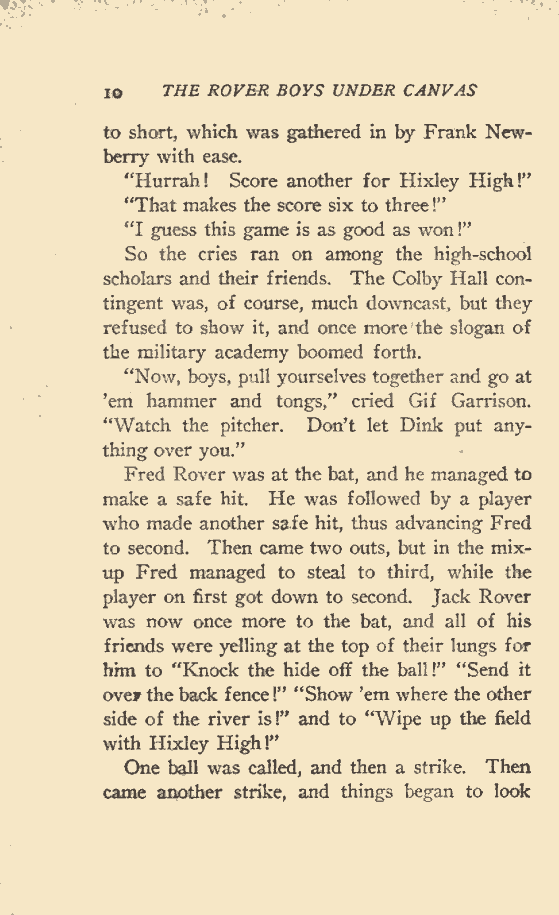 10 THE ROVER BOYS UNDER CANVAS
to short, which was gathered in by Frank New-
berry with ease.
“Hurrah! Score another for Hixley High!”
“That makes the score six to three!”
“I guess this game is as good as won!”
So the cries ran on among the high-school
scholars and their friends. The Colby Hall con-
tingent was, of course, much downcast, but they
refused to show it, and once more the slogan of
the military academy boomed forth.
“Now, boys, pull yourselves together and go at
’em hammer and tongs,” cried Gif Garrison.
“Watch the pitcher. Don’t let Dink put any-
thing over you.”
Fred Rover was at the bat, and he managed to
make a safe hit. He was followed by a player
who made another safe hit, thus advancing Fred
to second. Then came two outs, but in the mix-
up Fred managed to steal to third, while the
player on first got down to second. Jack Rover
was now once more to the bat, and all of his
friends were yelling at the top of their lungs for
him to “Knock the hide off the ball!” “Send it
over the back fence!” “Show ’em where the other
side of the river is!” and to “Wipe up the field
with Hixley High!”
One ball was called, and then a strike. Then
came another strike, and things began to look